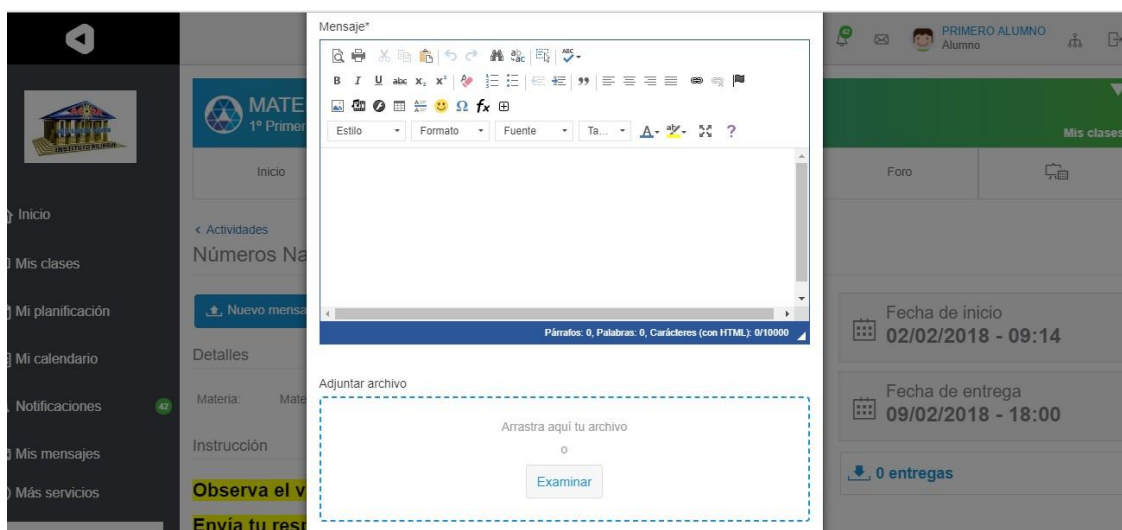 Mensaje*
PRIMERO ALUMNO
Alumno
INSTITUTO BILINGUE
MATE
1º Primer
Mis clases
Estilo Formato Fuente Ta...
Inicio
Foro
Inicio
< Actividades
Números Na
Mis clases
Nuevo mensa
Mi planificación
Fecha de inicio
02/02/2018 - 09:14
Párrafos: 0, Palabras: 0, Carácteres (con HTML): 0/10000
Detalles
Mi calendario
Adjuntar archivo
Fecha de entrega
09/02/2018 - 18:00
Materia: Mate
Notificaciones 42
Arrastra aquí tu archivo
o
Examinar
Instrucción
Mis mensajes
0 entregas
Más servicios
Observa el v
Envía tu resp